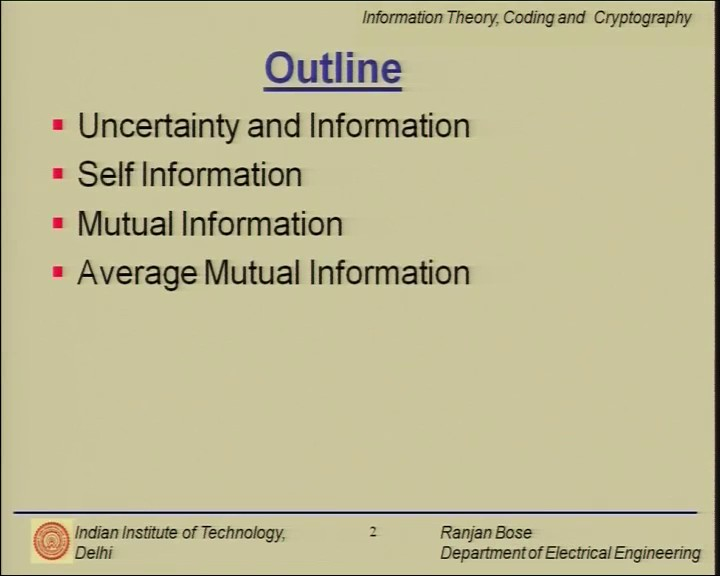 Information Theory, Coding and Cryptography
Outline
Uncertainty and Information
Self Information
Mutual Information
Average Mutual Information
Indian Institute of Technology,
Delhi
2
Ranjan Bose
Department of Electrical Engineering